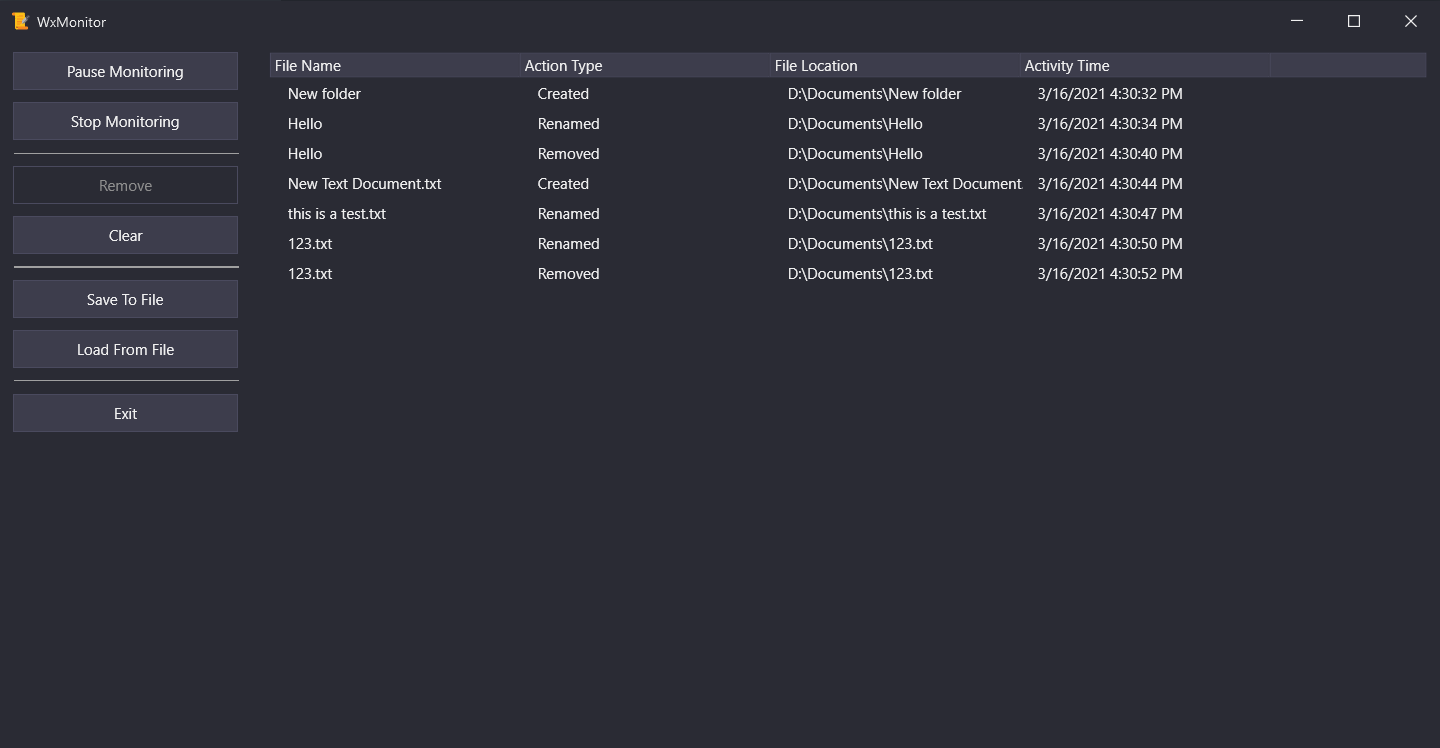 WxMonitor
Pause Monitoring
Stop Monitoring
Remove
Clear
Save To File
Load From File
Exit
File Name Action Type File Location Activity Time
New folder Created D:\Documents\New folder 3/16/2021 4:30:32 PM
Hello Renamed D:\Documents\Hello 3/16/2021 4:30:34 PM
Hello Removed D:\Documents\Hello 3/16/2021 4:30:40 PM
New Text Document.txt Created D:\Documents\New Text Document. 3/16/2021 4:30:44 PM
this is a test.txt Renamed D:\Documents\this is a test.txt 3/16/2021 4:30:47 PM
123.txt Renamed D:\Documents\123.txt 3/16/2021 4:30:50 PM
123.txt Removed D:\Documents\123.txt 3/16/2021 4:30:52 PM